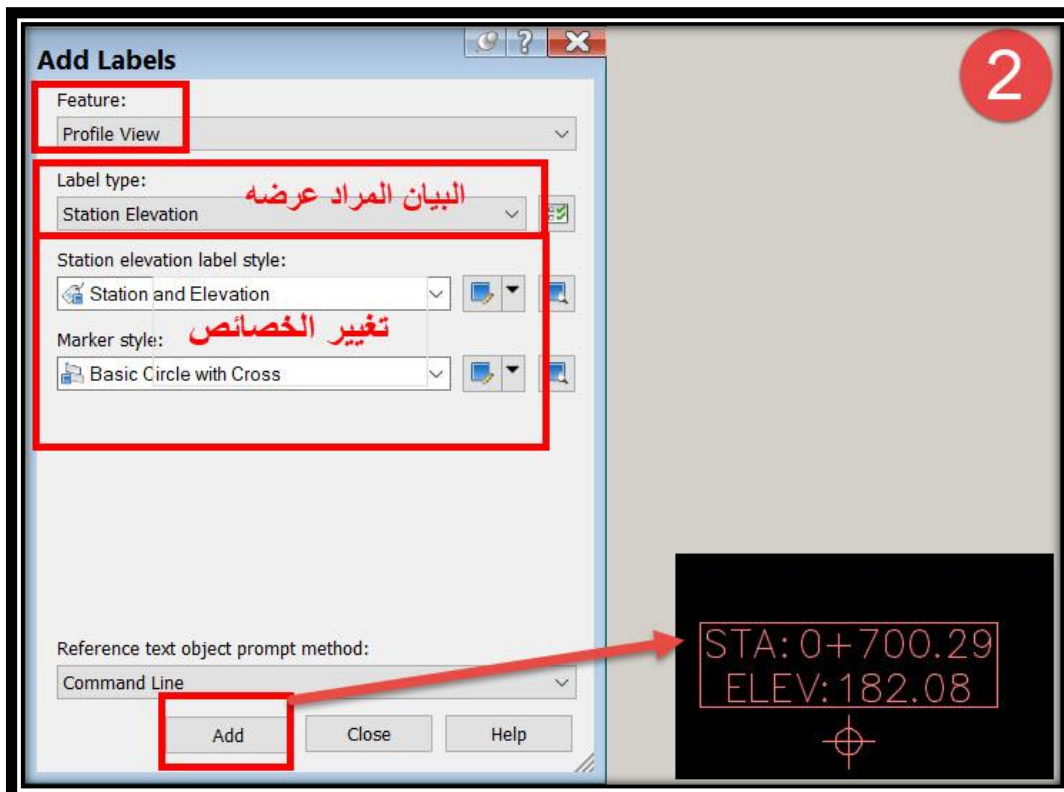 2
Add Labels
Feature:
Profile View
Label type:
البيان المراد عرضه
Station Elevation
Station elevation label style:
Station and Elevation
تغيير الخصائص
Marker style:
Basic Circle with Cross
Reference text object prompt method:
Command Line
Add Close Help
STA:0+700.29
ELEV:182.08